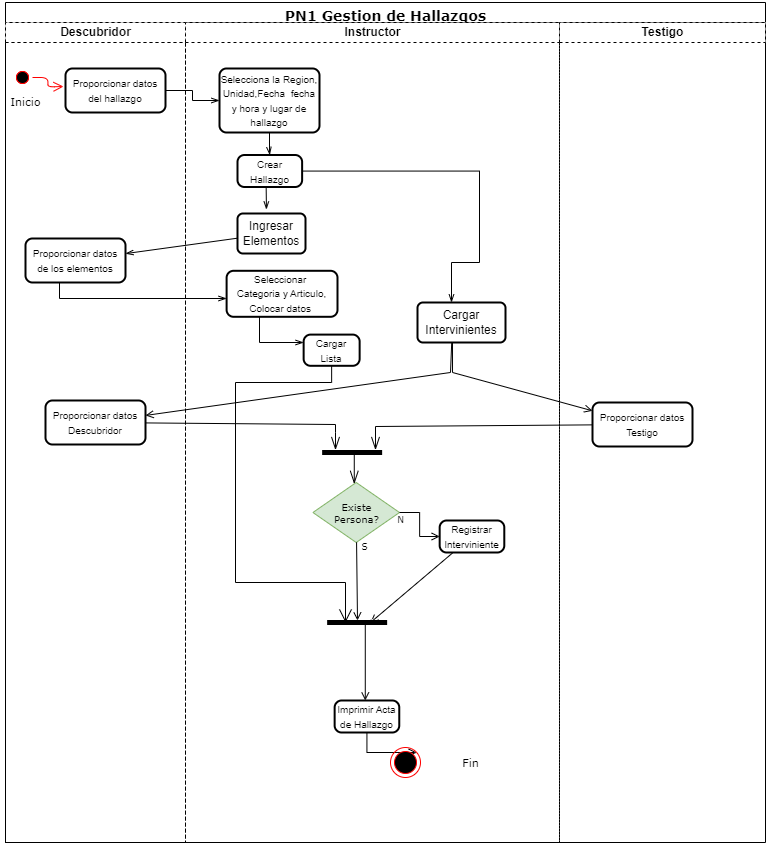 PN1 Gestion de Hallazgos
Descubridor
Instructor
Testigo
Inicio
Proporcionar datos
del hallazgo
Selecciona la Region,
Unidad,Fecha fecha
y hora y lugar de
hallazgo
Crear
Hallazgo
Ingresar
Elementos
Proporcionar datos
de los elementos
Seleccionar
Categoria y Articulo,
Colocar datos
Cargar
Lista
Cargar
Intervinientes
Proporcionar datos
Descubridor
Proporcionar datos
Testigo
Existe
Persona?
N
S
Registrar
Interviniente
Imprimir Acta
de Hallazgo
Fin